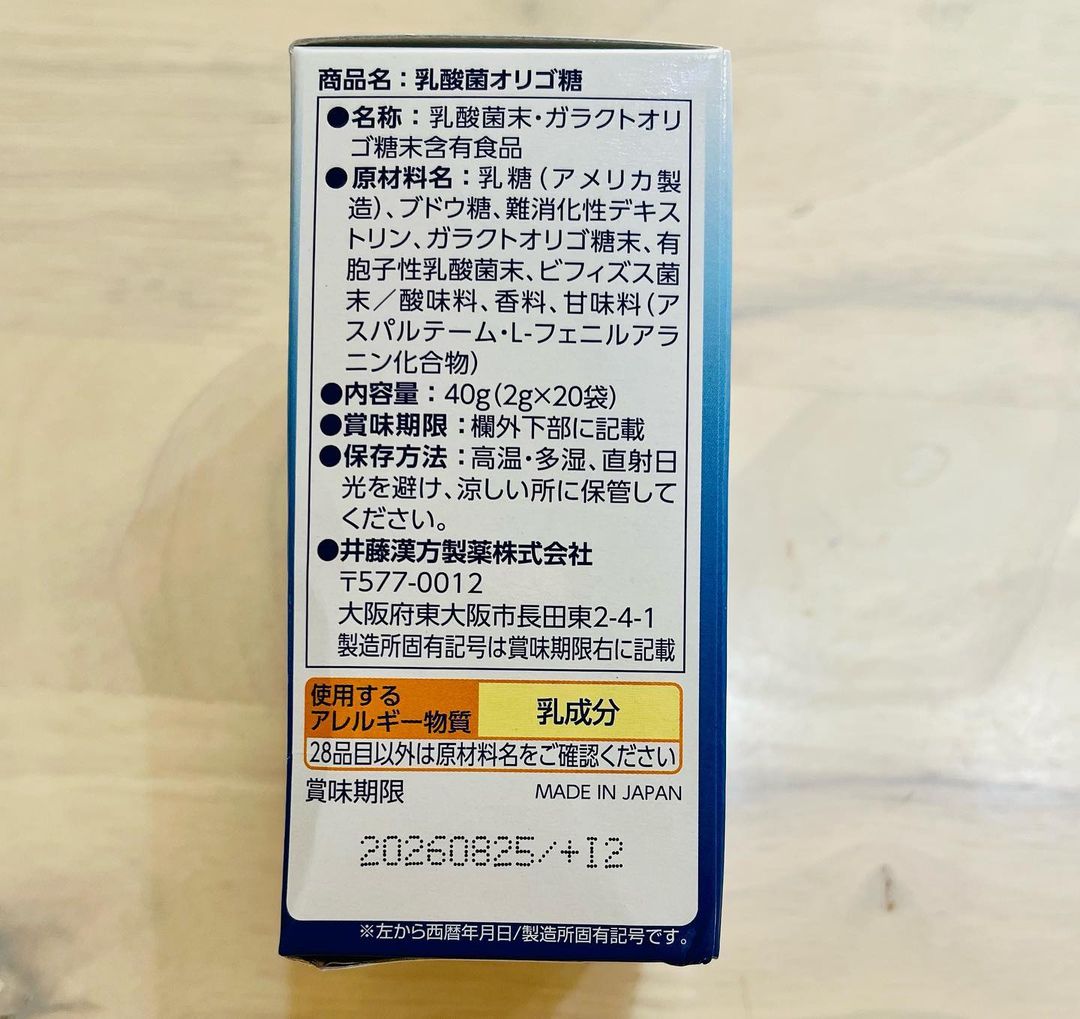 商品名：乳酸菌オリゴ糖
●名称：乳酸菌末・ガラクトオリ
ゴ糖末含有食品
●原材料名：乳糖（アメリカ製
造）、ブドウ糖、難消化性デキス
トリン、ガラクトオリゴ糖末、有
胞子性乳酸菌末、ビフィズス菌
末／酸味料、香料、甘味料（ア
スパルテーム・L-フェニルアラ
ニン化合物）
●内容量：40g（2g×20袋）
●賞味期限：欄外下部に記載
●保存方法：高温・多湿、直射日
光を避け、涼しい所に保管して
ください。
●井藤漢方製薬株式会社
〒577-0012
大阪府東大阪市長田東2-4-1
製造所固有記号は賞味期限右に記載
使用する
アレルギー物質
乳成分
28品目以外は原材料名をご確認ください
賞味期限 MADE IN JAPAN
20260825/+I2
※左から西暦年月日/製造所固有記号です。